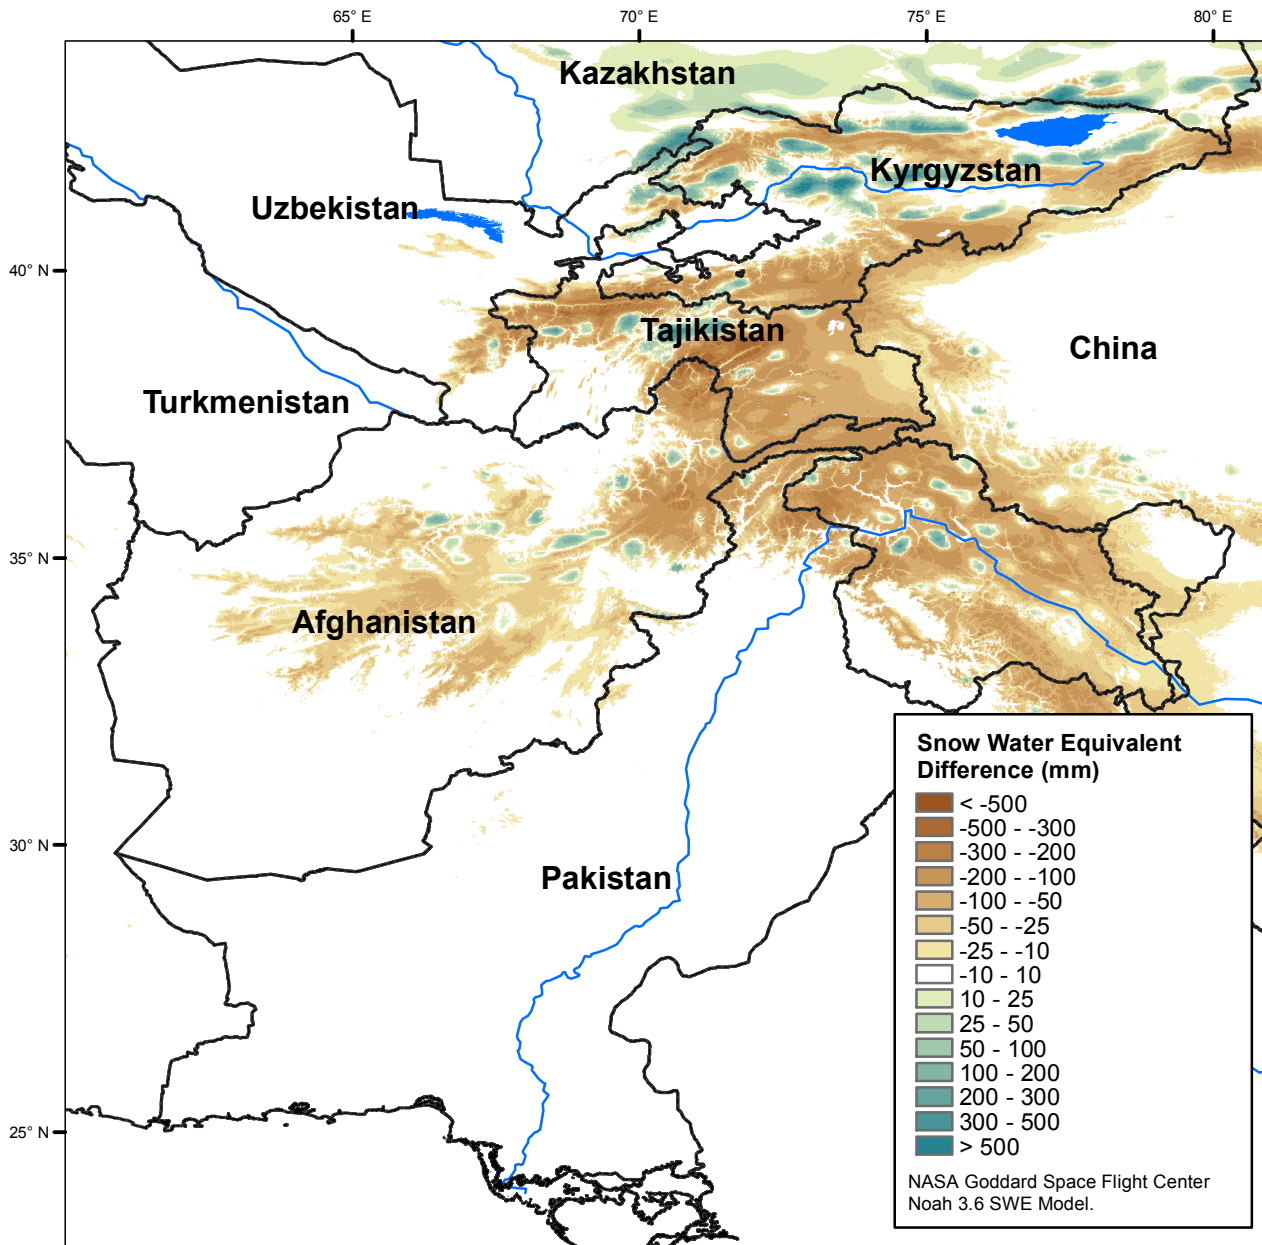 65° E
70° E
75° E
80° E
Kazakhstan
Kyrgyzstan
Uzbekistan
40° N
Tajikistan
China
Turkmenistan
35° N
Afghanistan
Snow Water Equivalent
Difference (mm)
< -500
-500 - -300
-300 - -200
-200 - -100
-100 - -50
-50 - -25
-25 - -10
-10 - 10
10 - 25
25 - 50
50 - 100
100 - 200
200 - 300
300 - 500
> 500
NASA Goddard Space Flight Center
Noah 3.6 SWE Model.
30° N
Pakistan
25° N